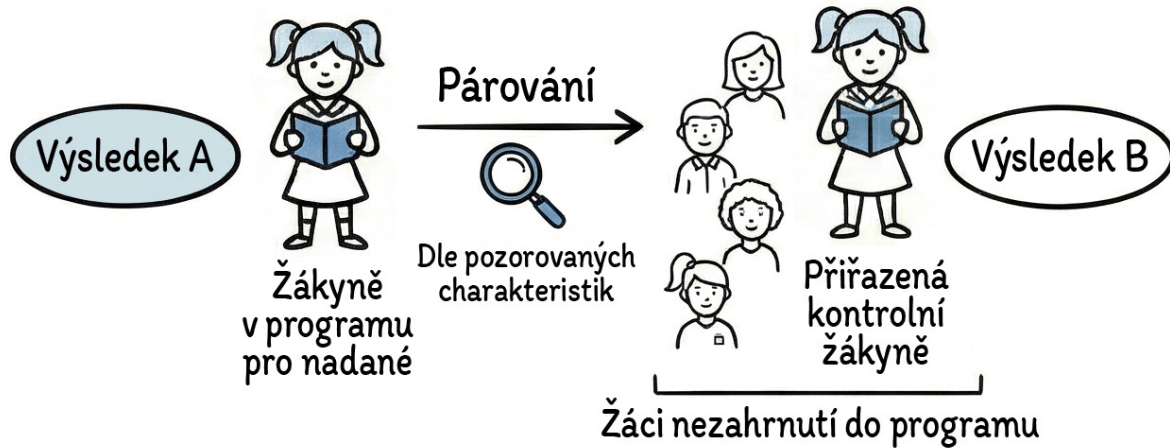 Výsledek A
Žákyně
v programu
pro nadané
Párování
Dle pozorovaných
charakteristik
Přiřazená
kontrolní
žákyně
Výsledek B
Žáci nezahrnutí do programu